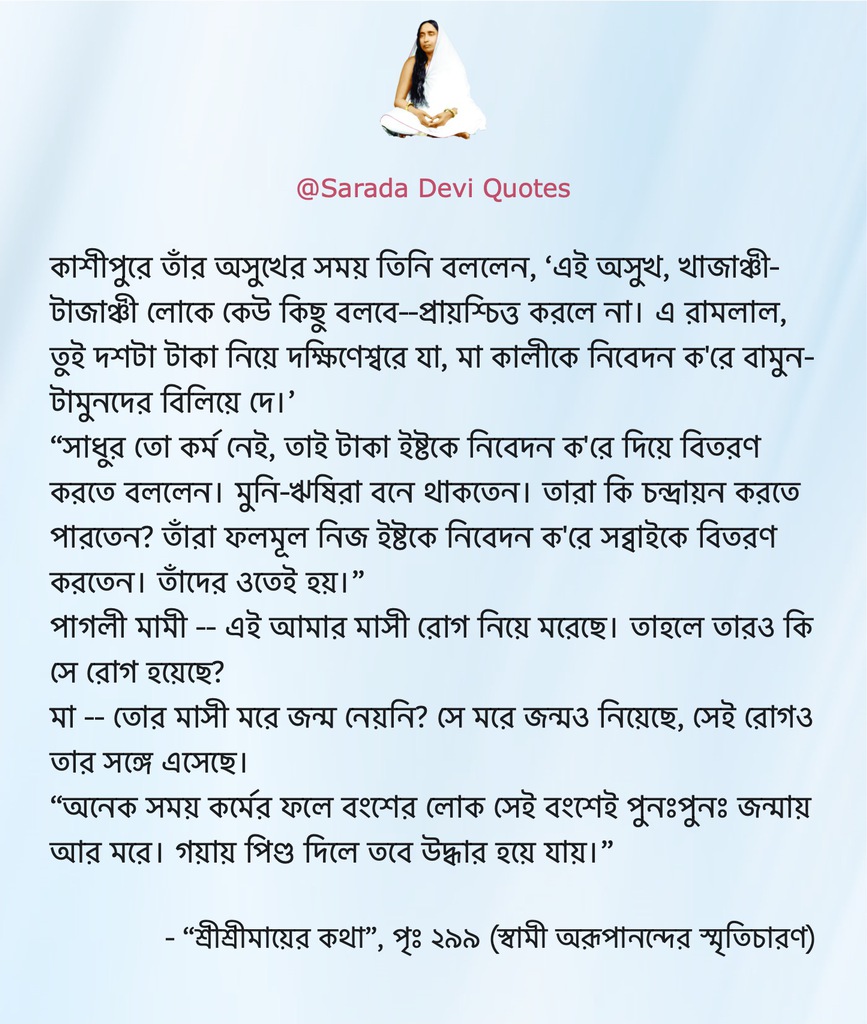 @Sarada Devi Quotes
কাশীপুরে তাঁর অসুখের সময় তিনি বললেন, ‘এই অসুখ, খাজাঞ্চী-
টাজাঞ্চী লোকে কেউ কিছু বলবে--প্রায়শ্চিত্ত করলে না। এ রামলাল,
তুই দশটা টাকা নিয়ে দক্ষিণেশ্বরে যা, মা কালীকে নিবেদন ক'রে বামুন-
টামুনদের বিলিয়ে দে।’
“সাধুর তো কর্ম নেই, তাই টাকা ইষ্টকে নিবেদন ক'রে দিয়ে বিতরণ
করতে বললেন। মুনি-ঋষিরা বনে থাকতেন। তারা কি চন্দ্রায়ন করতে
পারতেন? তাঁরা ফলমূল নিজ ইষ্টকে নিবেদন ক'রে সব্বাইকে বিতরণ
করতেন। তাঁদের ওতেই হয়।”
পাগলী মামী -- এই আমার মাসী রোগ নিয়ে মরেছে। তাহলে তারও কি
সে রোগ হয়েছে?
মা -- তোর মাসী মরে জন্ম নেয়নি? সে মরে জন্মও নিয়েছে, সেই রোগও
তার সঙ্গে এসেছে।
“অনেক সময় কর্মের ফলে বংশের লোক সেই বংশেই পুনঃপুনঃ জন্মায়
আর মরে। গয়ায় পিণ্ড দিলে তবে উদ্ধার হয়ে যায়।”
- “শ্রীশ্রীমায়ের কথা”, পৃঃ ২৯৯ (স্বামী অরূপানন্দের স্মৃতিচারণ)